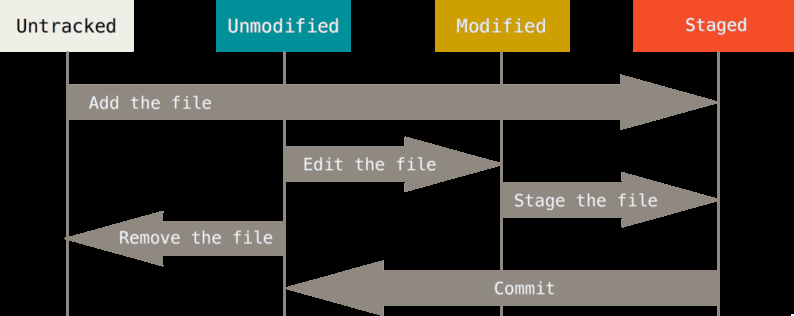 Untracked
Unmodified
Modified
Staged
Add the file
Edit the file
Stage the file
Remove the file
Commit